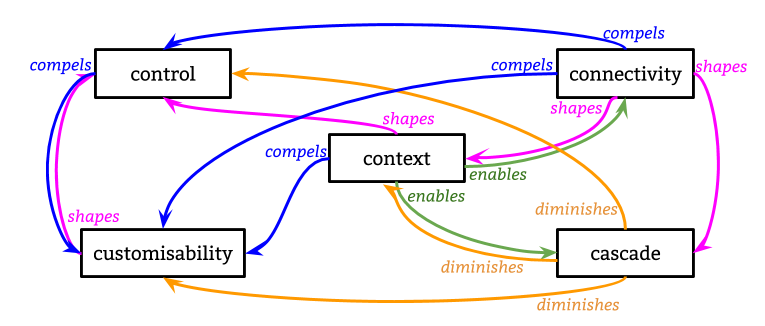 compels
compels
compels
shapes
control
connectivity
shapes
shapes
compels
context
enables
enables
shapes
diminishes
customisability
cascade
diminishes
diminishes